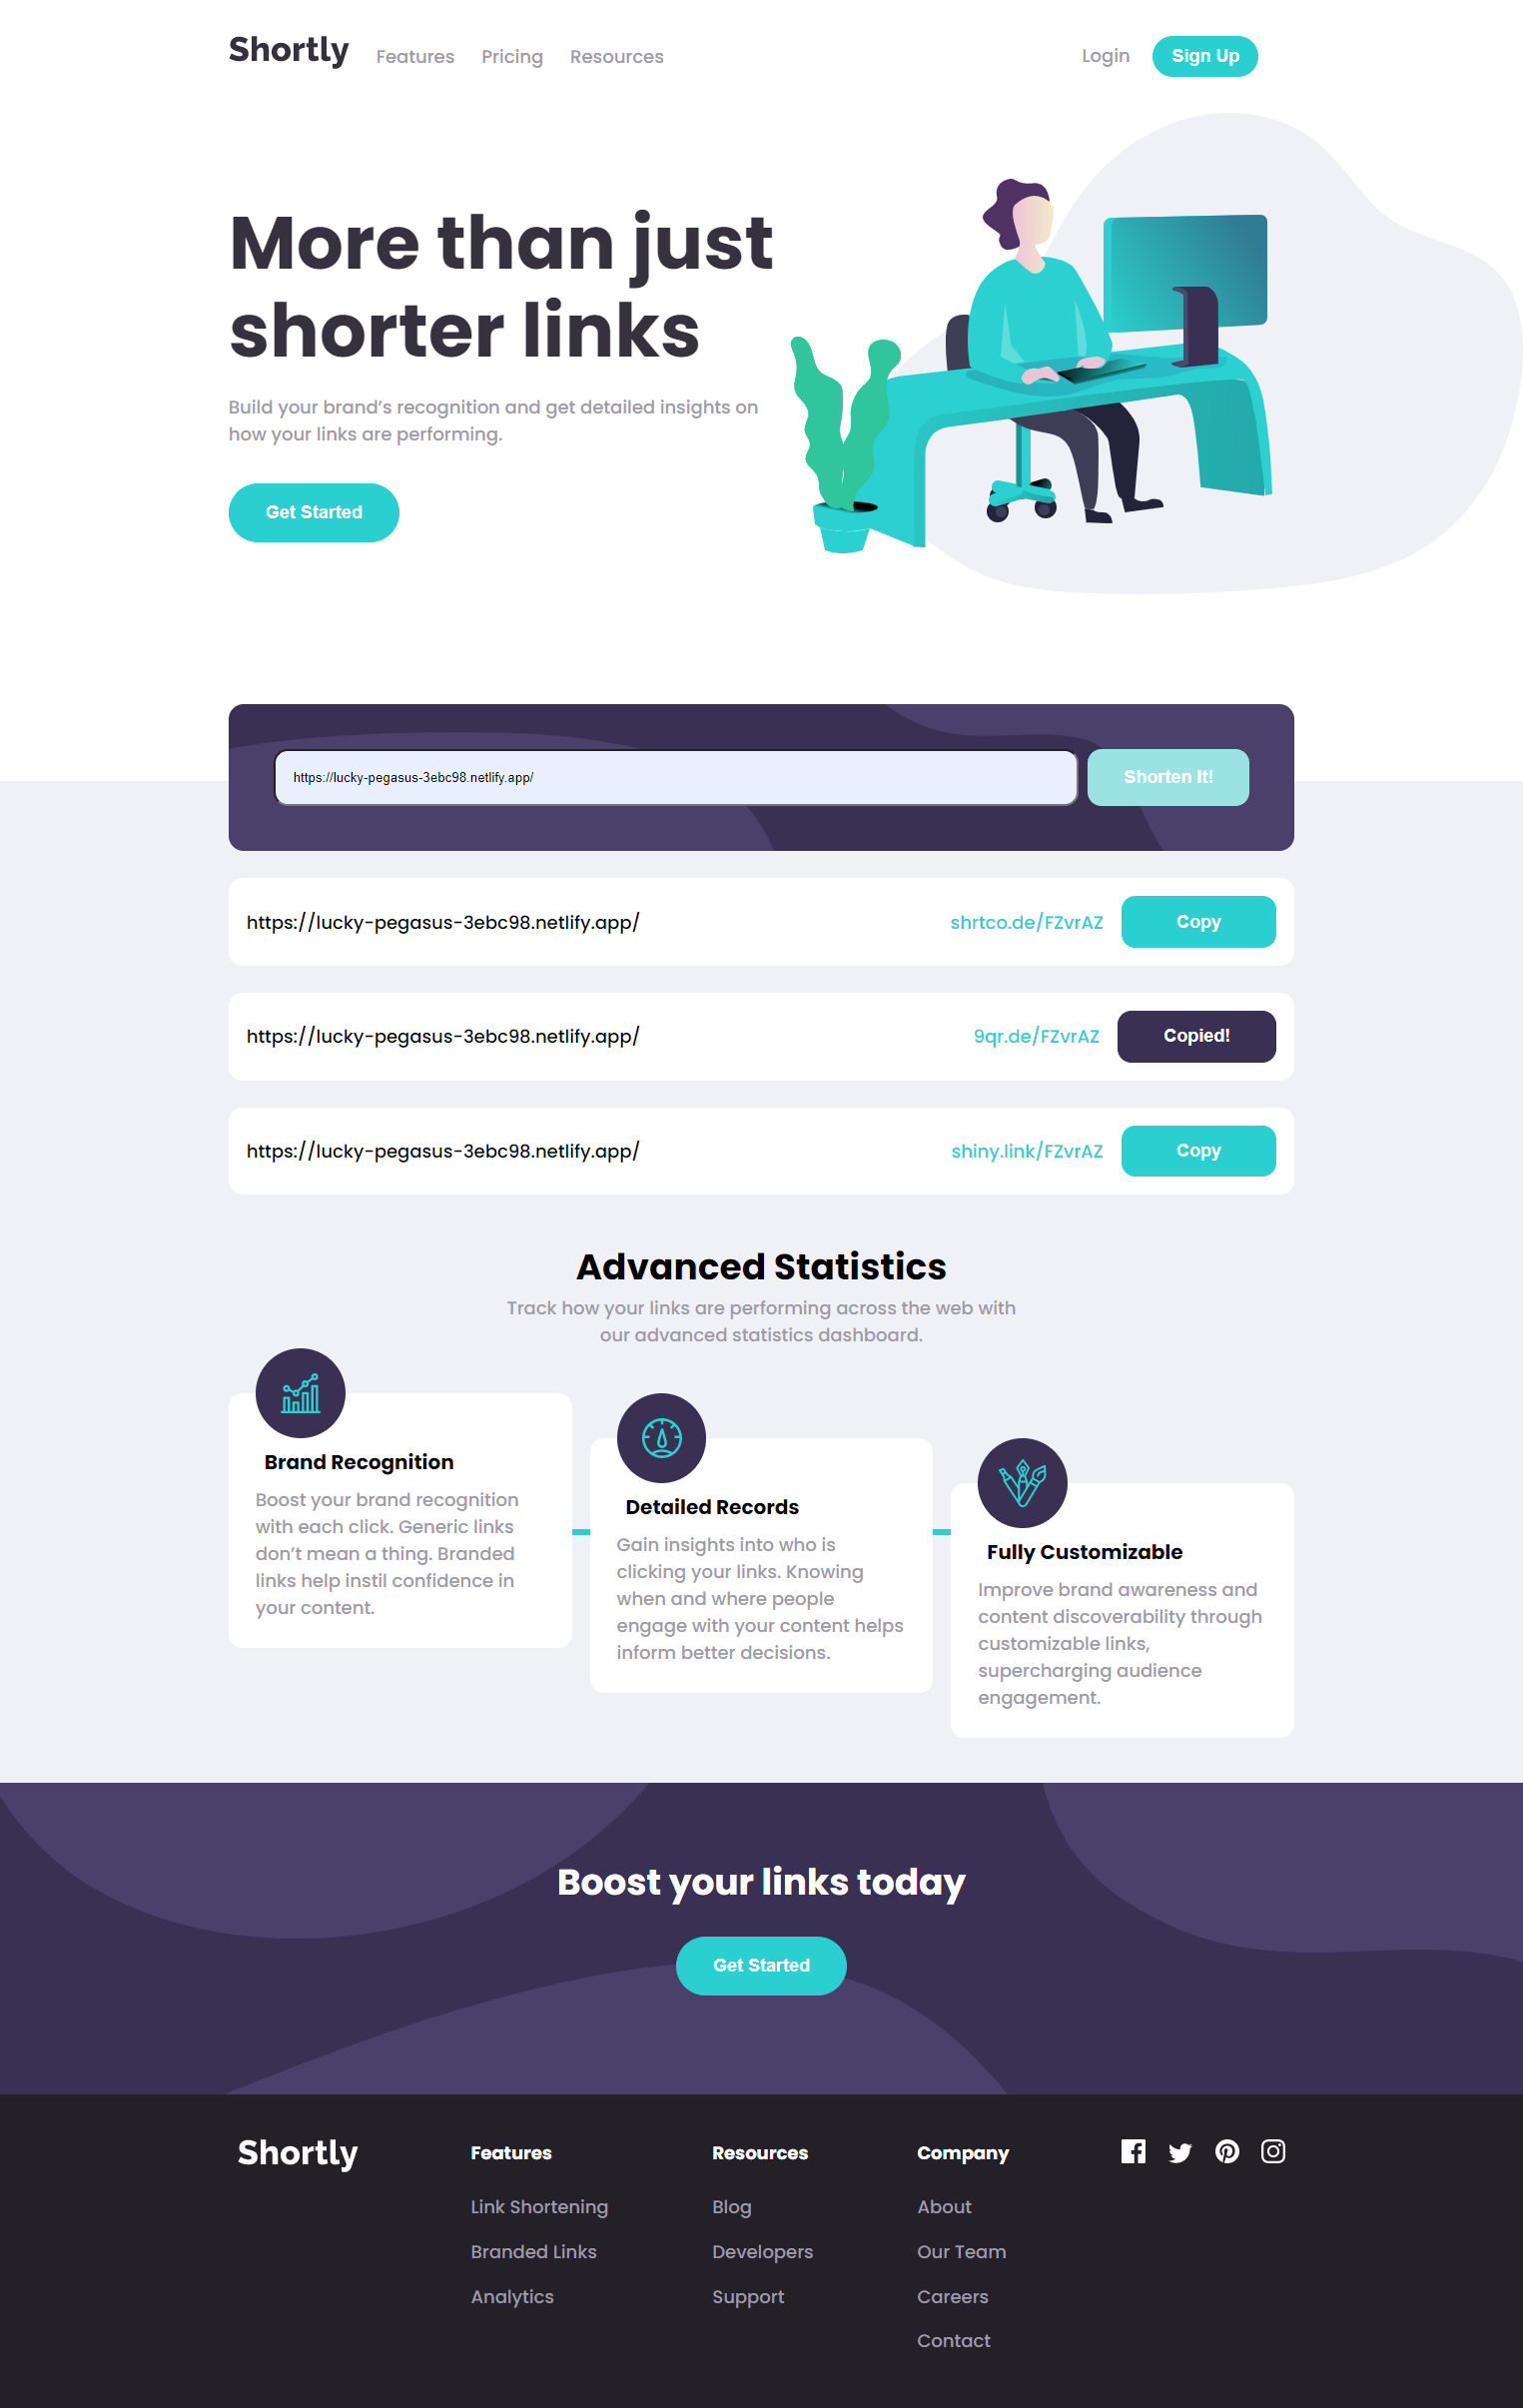 Shortly Features Pricing Resources Login Sign Up
More than just
shorter links
Build your brand’s recognition and get detailed insights on
how your links are performing.
Get Started
https://lucky-pegasus-3ebc98.netlify.app/ Shorten It!
https://lucky-pegasus-3ebc98.netlify.app/ shrtco.de/FZvrAZ Copy
https://lucky-pegasus-3ebc98.netlify.app/ 9qr.de/FZvrAZ Copied!
https://lucky-pegasus-3ebc98.netlify.app/ shiny.link/FZvrAZ Copy
Advanced Statistics
Track how your links are performing across the web with
our advanced statistics dashboard.
Brand Recognition
Boost your brand recognition
with each click. Generic links
don’t mean a thing. Branded
links help instil confidence in
your content.
Detailed Records
Gain insights into who is
clicking your links. Knowing
when and where people
engage with your content helps
inform better decisions.
Fully Customizable
Improve brand awareness and
content discoverability through
customizable links,
supercharging audience
engagement.
Boost your links today
Get Started
Shortly
Features
Link Shortening
Branded Links
Analytics
Resources
Blog
Developers
Support
Company
About
Our Team
Careers
Contact